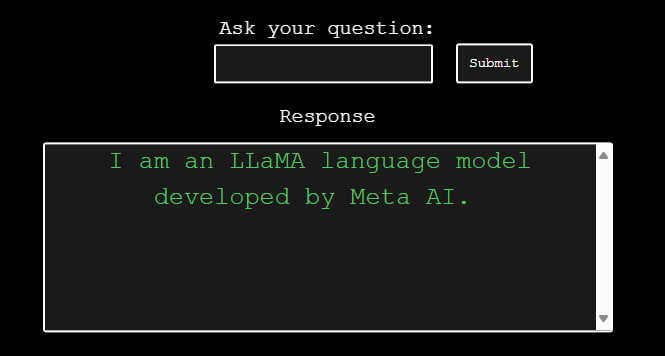 Ask your question:
Submit
Response
I am an LLaMA language model
developed by Meta AI.